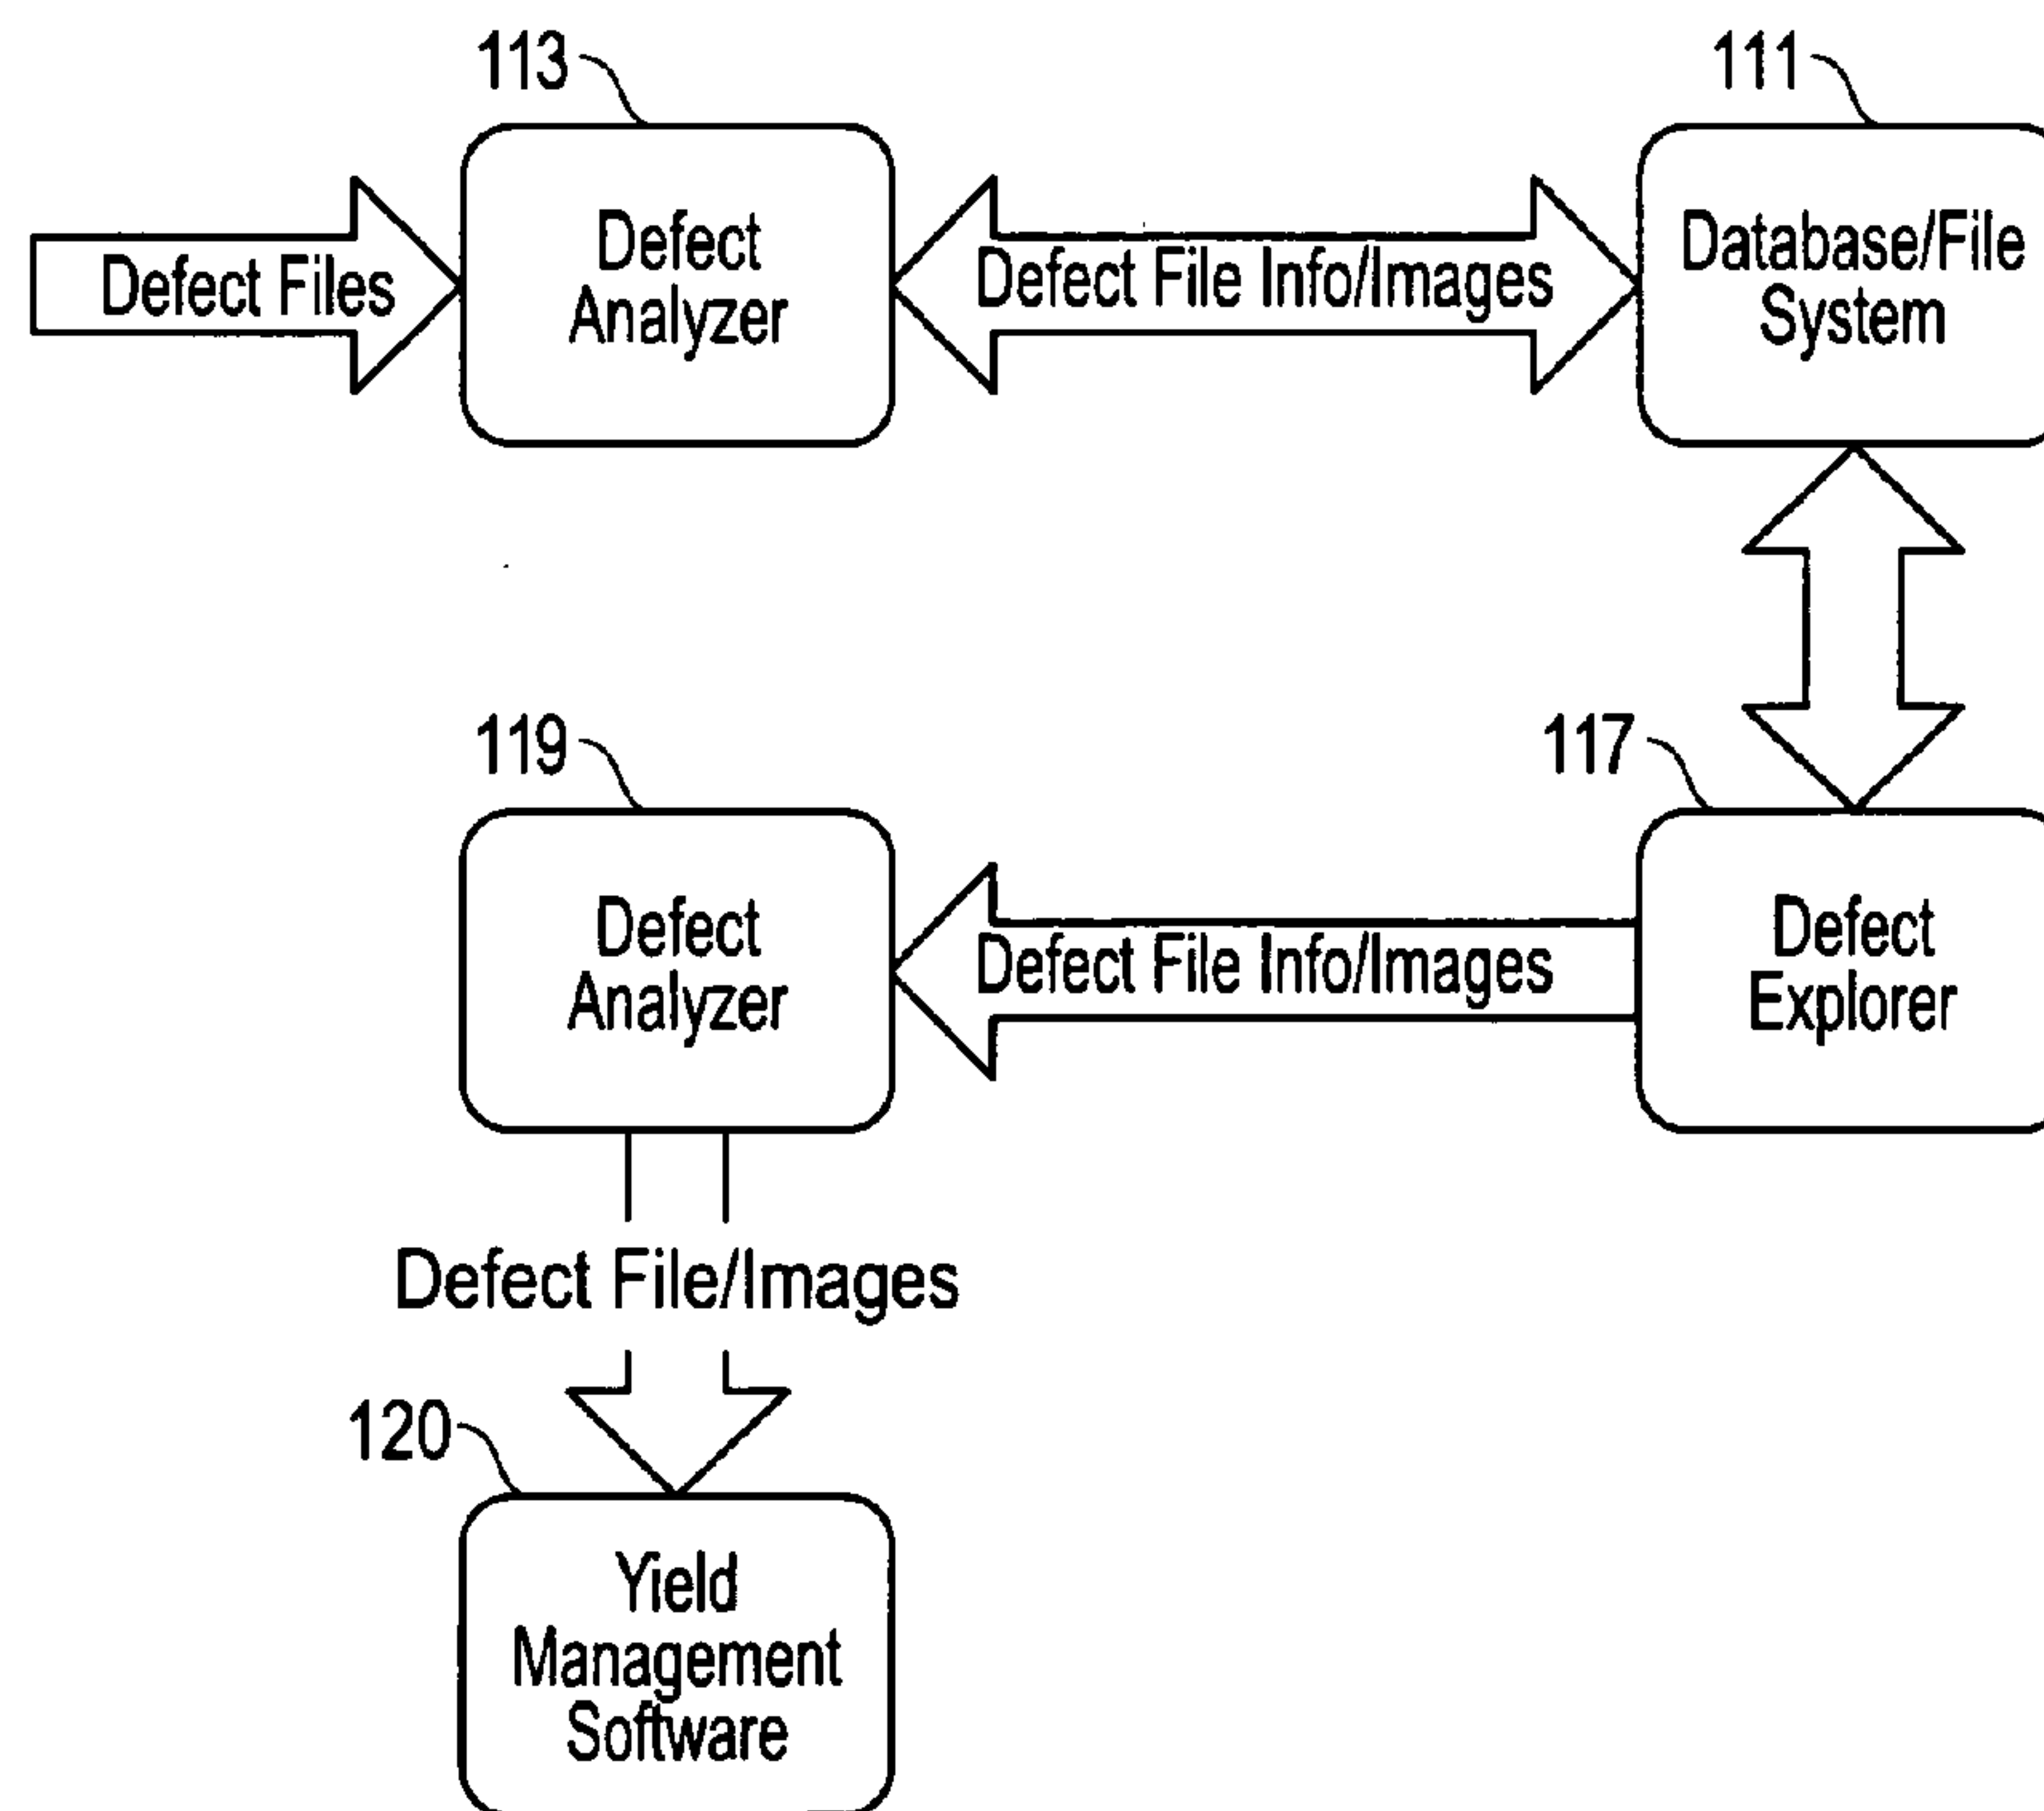 113
111
Defect Files
Defect
Analyzer
Defect File Info/Images
Database/File
System
119
117
Defect
Analyzer
Defect File Info/Images
Defect
Explorer
Defect File/Images
120
Yield
Management
Software